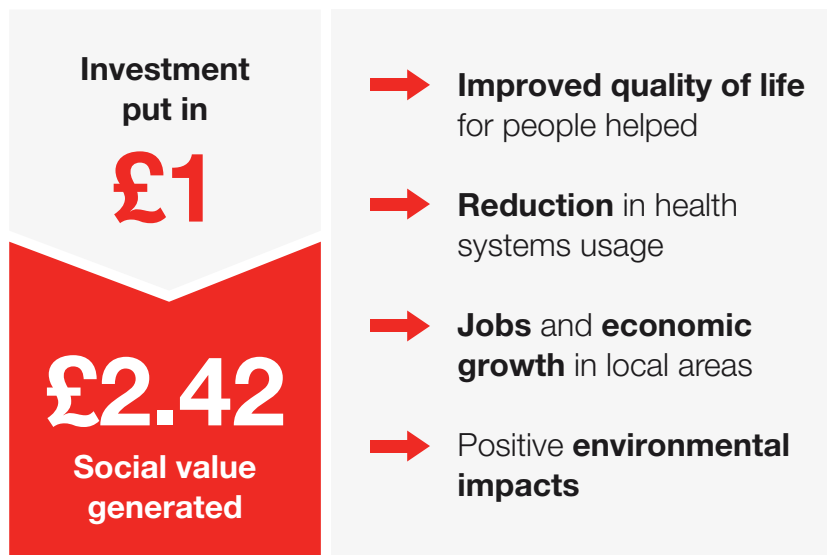 Investment
put in
£1
£2.42
Social value
generated
Improved quality of life
for people helped
Reduction in health
systems usage
Jobs and economic
growth in local areas
Positive environmental
impacts